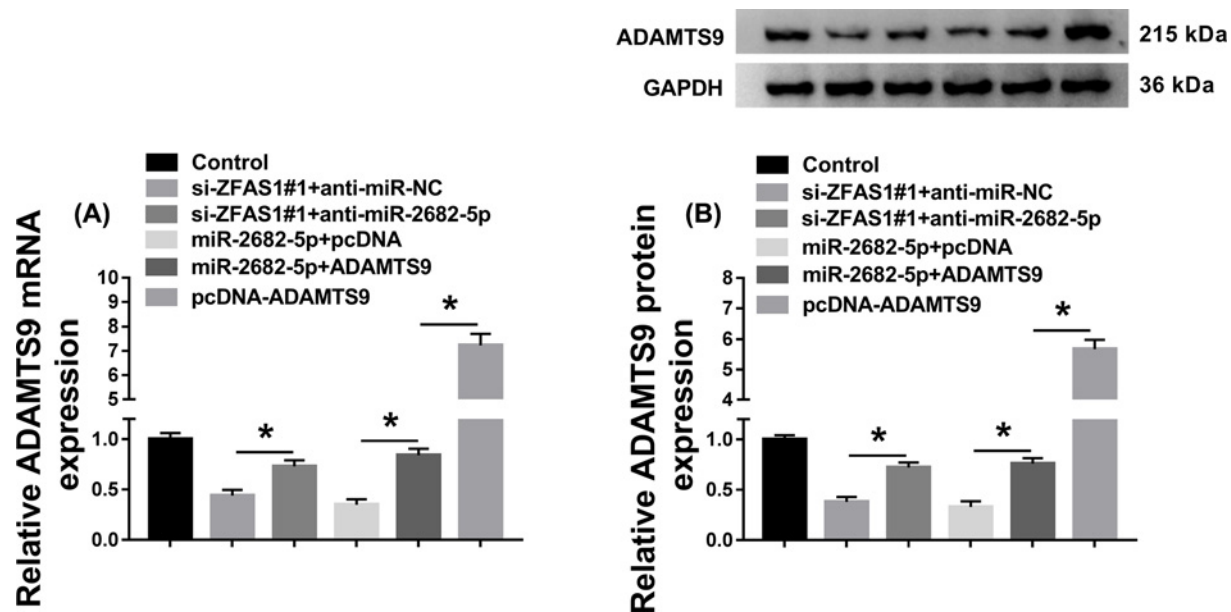 ADAMTS9
215 kDa
GAPDH
36 kDa
(A)
Control
si-ZFAS1#1+anti-miR-NC
si-ZFAS1#1+anti-miR-2682-5p
miR-2682-5p+pcDNA
miR-2682-5p+ADAMTS9
pcDNA-ADAMTS9
Relative ADAMTS9 mRNA
expression
10
9
8
7
6
5
1.0
0.5
0.0
*
*
*
(B)
Control
si-ZFAS1#1+anti-miR-NC
si-ZFAS1#1+anti-miR-2682-5p
miR-2682-5p+pcDNA
miR-2682-5p+ADAMTS9
pcDNA-ADAMTS9
Relative ADAMTS9 protein
expression
8
7
6
5
4
1.0
0.5
0.0
*
*
*